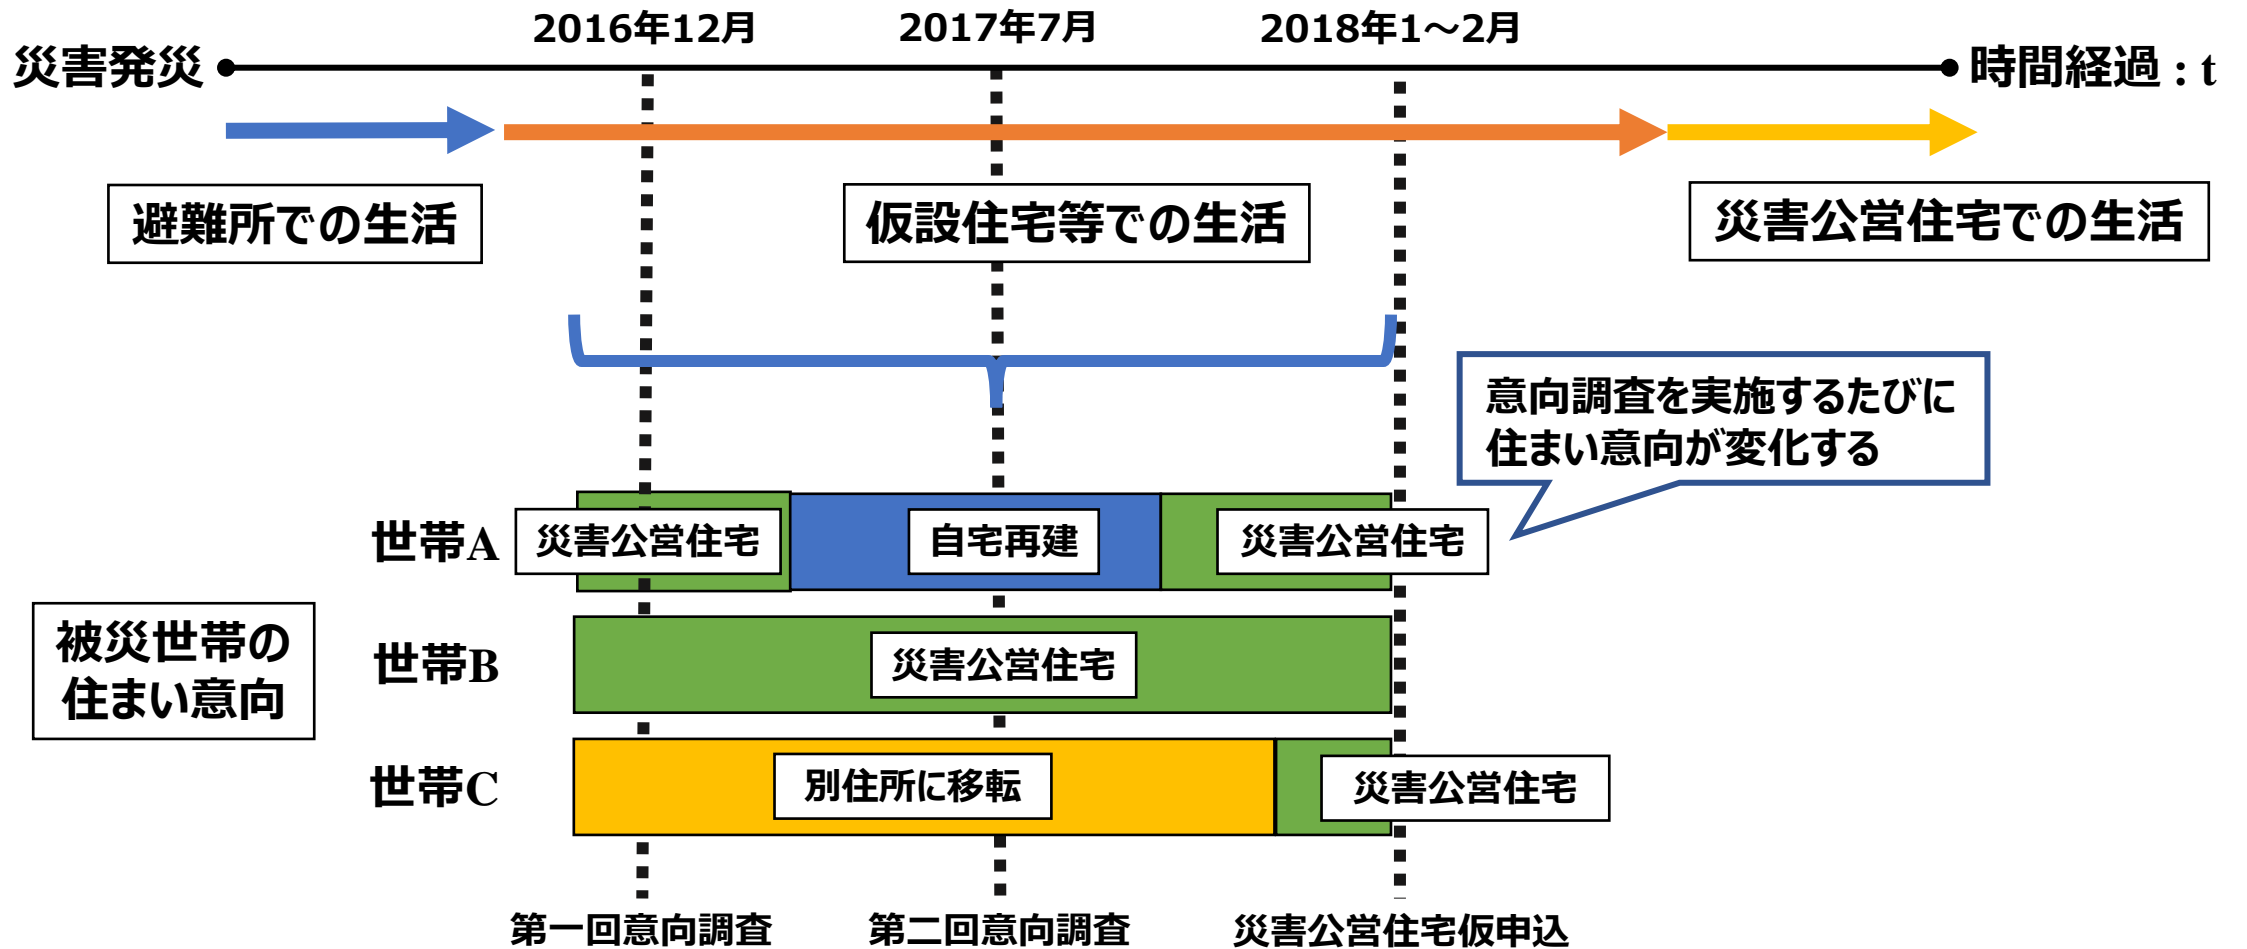 2016年12月
2017年7月
2018年1～2月
災害発災
時間経過：t
避難所での生活
仮設住宅等での生活
災害公営住宅での生活
意向調査を実施するたびに
住まい意向が変化する
世帯A
災害公営住宅
自宅再建
災害公営住宅
被災世帯の
住まい意向
世帯B
災害公営住宅
世帯C
別住所に移転
災害公営住宅
第一回意向調査
第二回意向調査
災害公営住宅仮申込